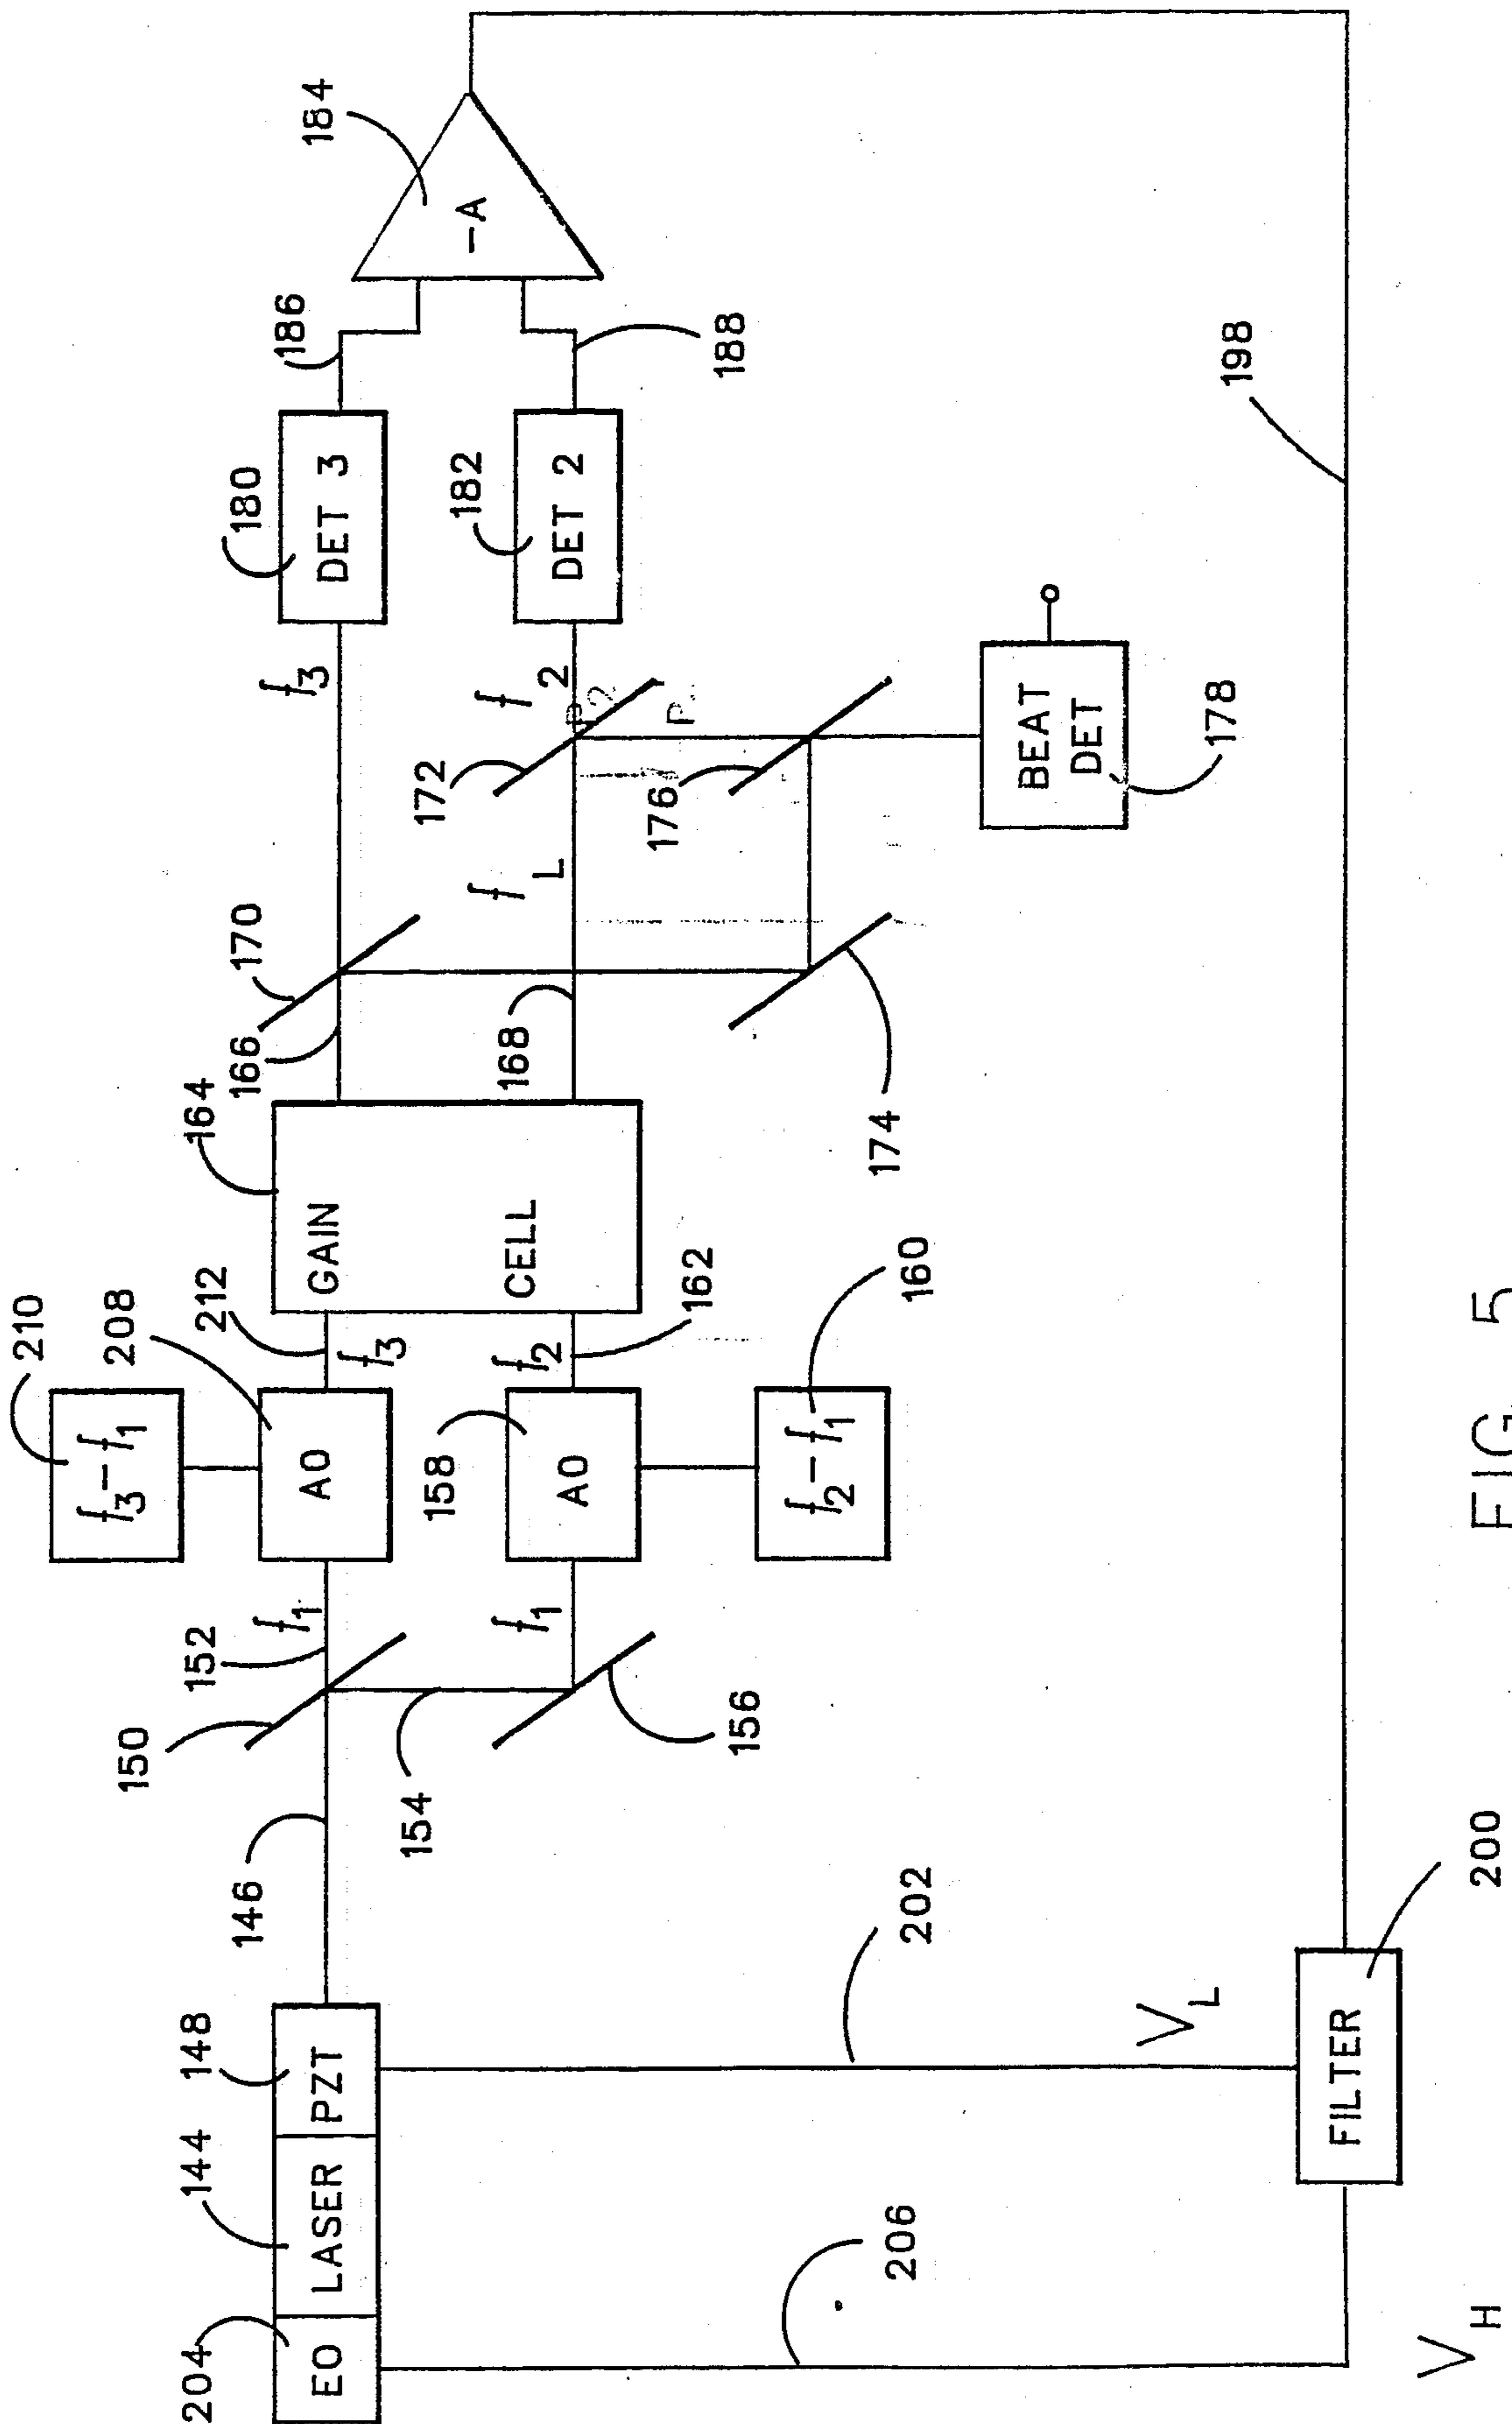 204
EO
144
LASER
148
PZT
146
150
152
f1
154
156
f1
210
f3-f1
208
AO
158
AO
160
f2-f1
212
f3
f2
162
164
GAIN
CELL
166
168
170
fL
172
174
176
f3
f2
BEAT
DET
178
180
DET 3
182
DET 2
186
188
184
-A
198
200
FILTER
202
VL
206
VH
FIG. 5